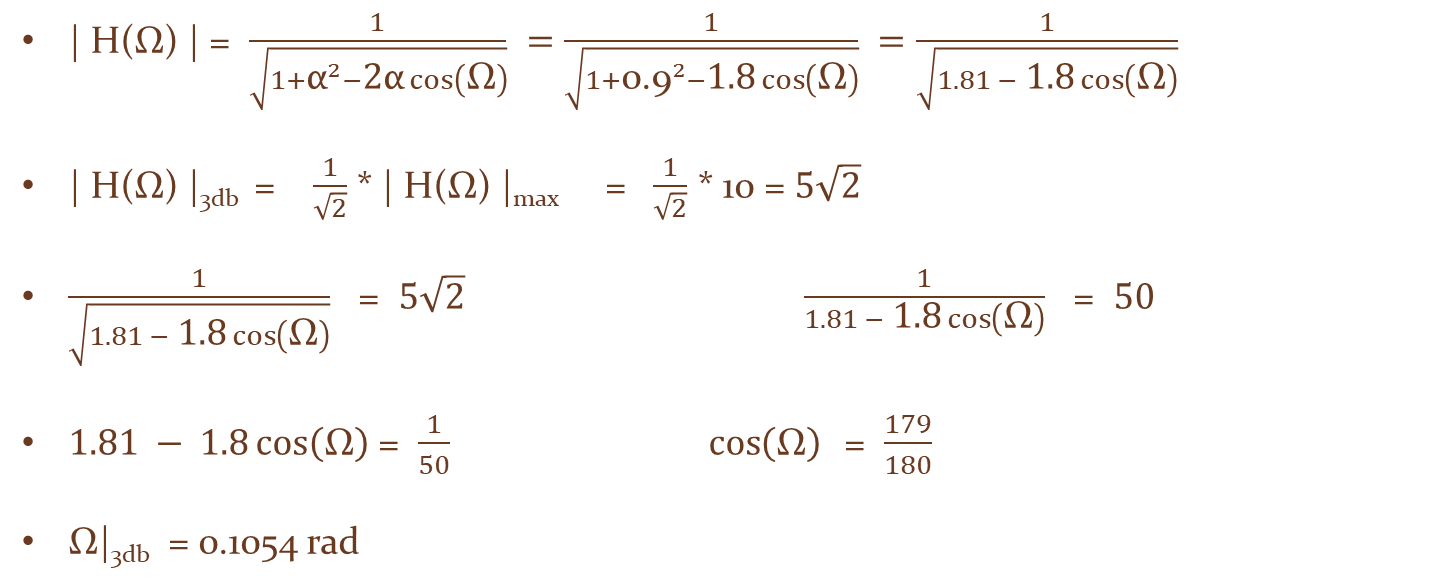 • | H(Ω) | = 1/√(1+α²−2α cos(Ω)) = 1/√(1+0.9²−1.8 cos(Ω)) = 1/√(1.81 − 1.8 cos(Ω))
• | H(Ω) |3db = 1/√2 * | H(Ω) |max = 1/√2 * 10 = 5√2
• 1/√(1.81 − 1.8 cos(Ω)) = 5√2 1/(1.81 − 1.8 cos(Ω)) = 50
• 1.81 − 1.8 cos(Ω) = 1/50 cos(Ω) = 179/180
• Ω|3db = 0.1054 rad